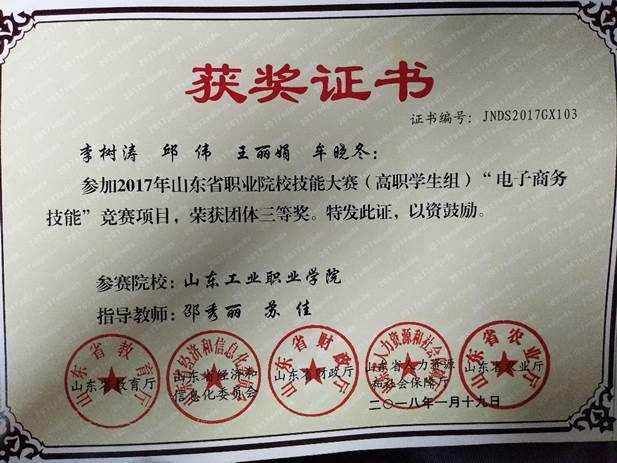 获奖证书
证书编号：JNDS2017GX103
李树涛 邱 伟 王丽娟 牟晓冬：
参加2017年山东省职业院校技能大赛（高职学生组）“电子商务
技能”竞赛项目，荣获团体三等奖。特发此证，以资鼓励。
参赛院校：山东工业职业学院
指导教师：邵秀丽 苏 佳
山东省教育厅
山东省经济和
信息化委员会
山东省财政厅
山东省人力资源
和社会保障厅
山东省农业厅
二〇一八年一月十九日